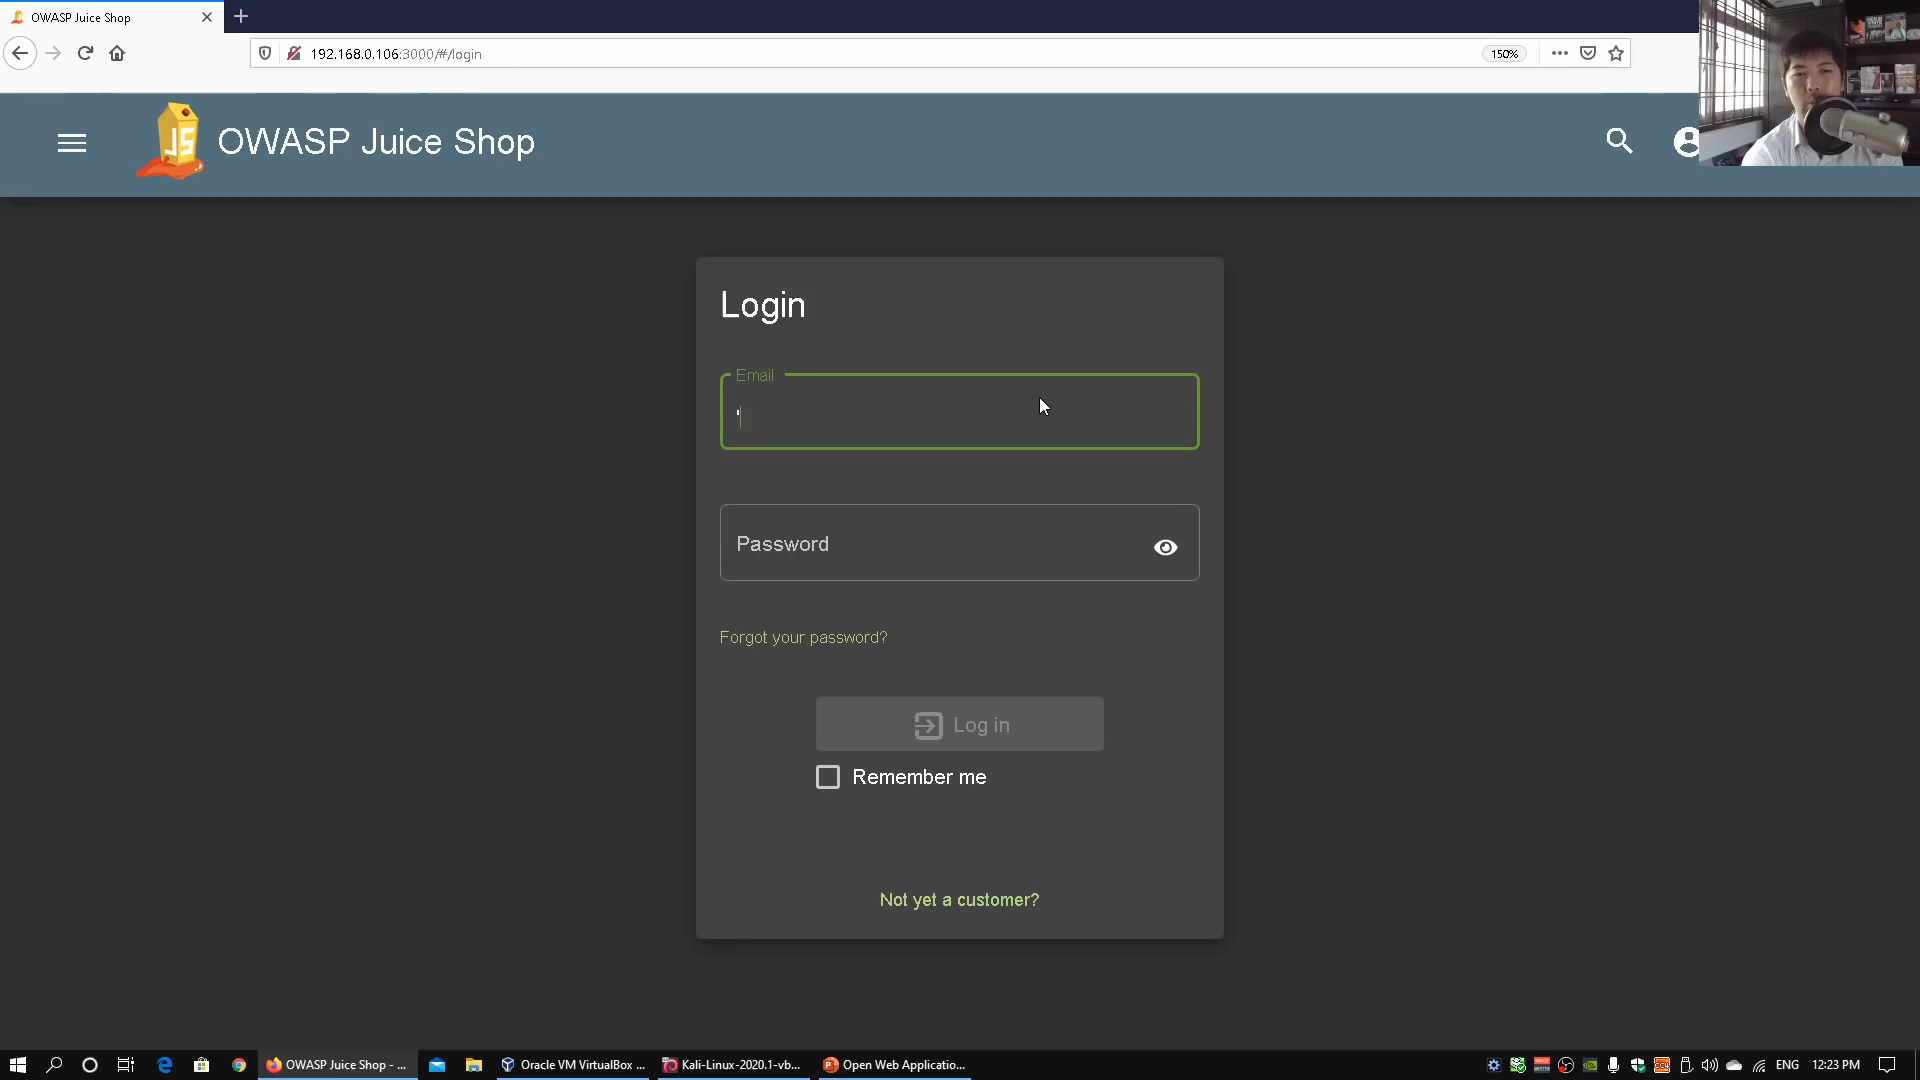 OWASP Juice Shop
192.168.0.106:3000/#/login
150%
JS
OWASP Juice Shop
Login
Email
'
Password
Forgot your password?
Log in
Remember me
Not yet a customer?
OWASP Juice Shop - ...
Oracle VM VirtualBox ...
Kali-Linux-2020.1-vb...
Open Web Applicatio...
ENG
12:23 PM